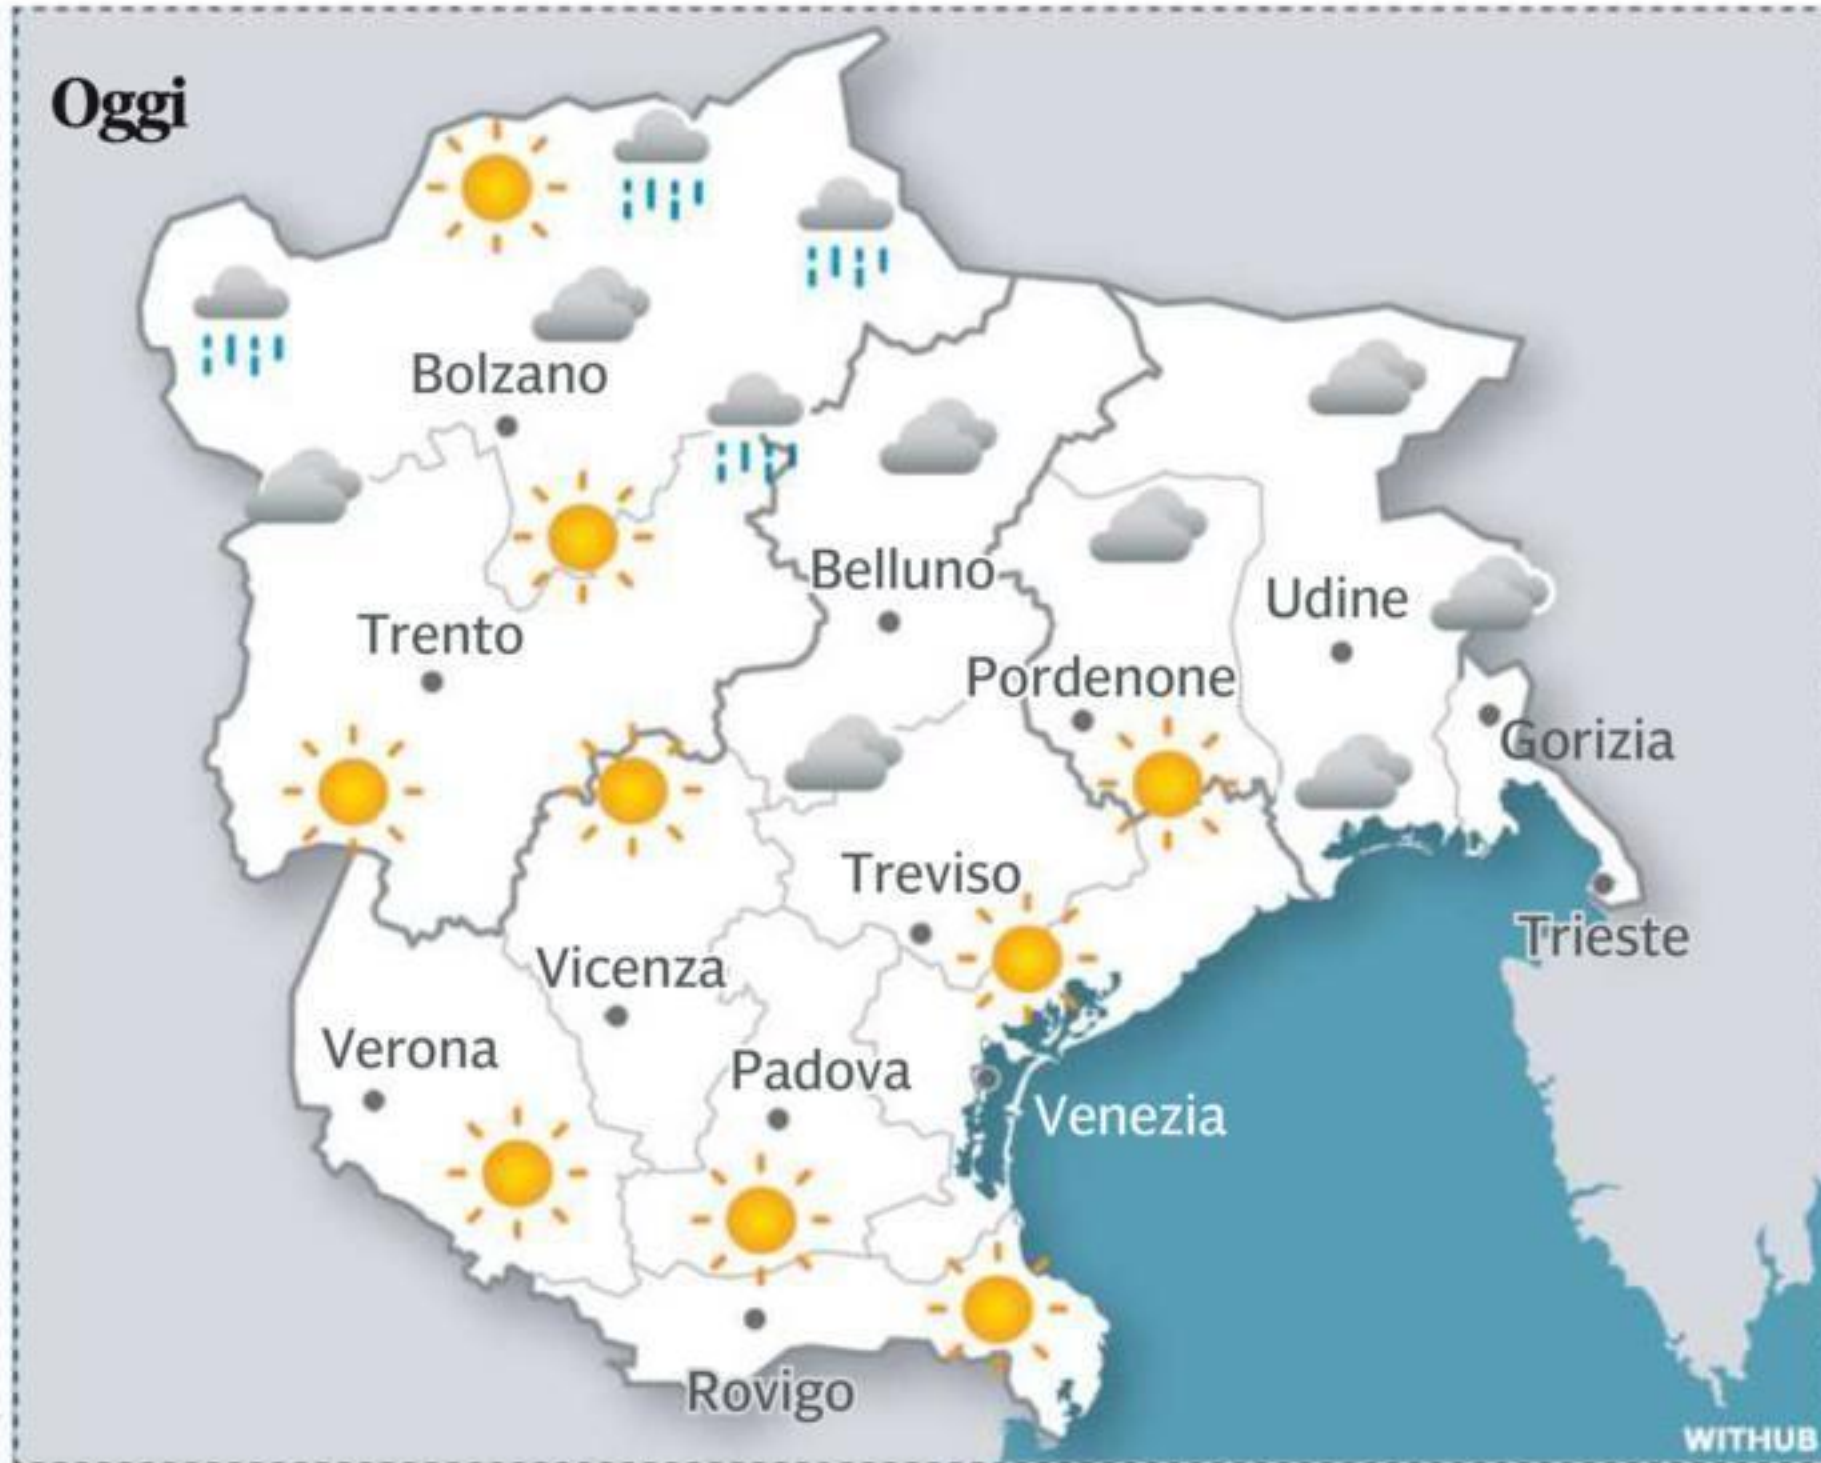 Oggi
Bolzano
Belluno
Udine
Trento
Pordenone
Gorizia
Treviso
Trieste
Vicenza
Verona
Padova
Venezia
Rovigo
WITHUB